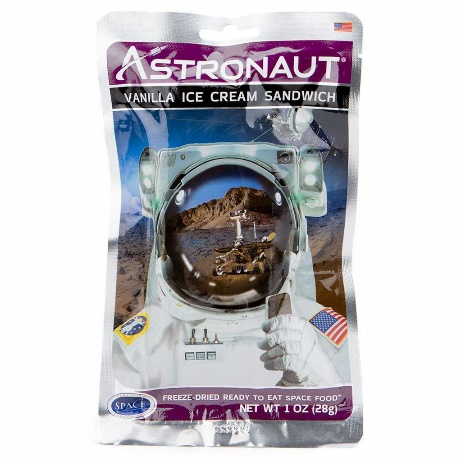 ASTRONAUT®
VANILLA ICE CREAM SANDWICH
FREEZE-DRIED READY TO EAT SPACE FOOD™
NET WT 1 OZ (28g)
SPACE